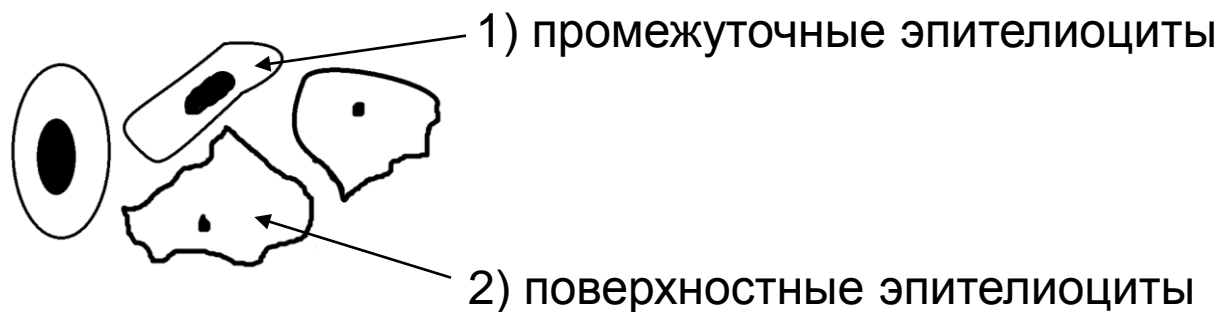 1) промежуточные эпителиоциты
2) поверхностные эпителиоциты